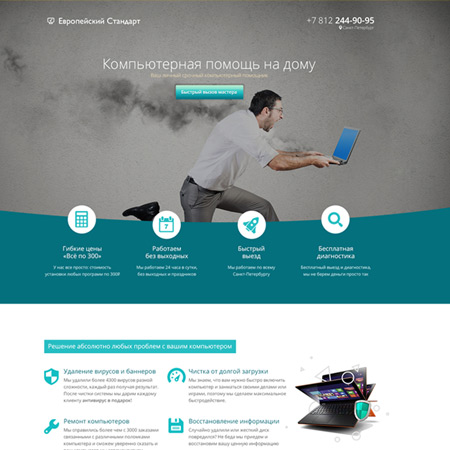 Европейский Стандарт
+7 812 244-90-95
Санкт-Петербург
Компьютерная помощь на дому
Ваш личный срочный компьютерный помощник
Быстрый вызов мастера
7
Гибкие цены
«Всё по 300»
У нас все просто: стоимость
установки любых программ по 300₽
Работаем
без выходных
Мы работаем 24 часа в сутки,
без выходных и праздников
Быстрый
выезд
Мы работаем по всему
Санкт-Петербургу
Бесплатная
диагностика
Бесплатный выезд и диагностика,
мы не берем деньги просто так
Решение абсолютно любых проблем с вашим компьютером
Удаление вирусов и баннеров
Мы удалили более 4300 вирусов разной
сложности, каждый раз получая результат.
После чистки системы мы дарим каждому
клиенту антивирус в подарок!
Чистка от долгой загрузки
Мы знаем, что вам нужно быстро включить
компьютер и заняться своими делами или
играми, поэтому мы сделаем максимальное
быстродействие.
Ремонт компьютеров
Мы оправились более чем с 3000 заказами
связанными с различными поломками
компьютера и сможем уверенно сказать и
Восстановление информации
Случайно удалили или жесткий диск
повредился? Не беда мы приедем и
восстановим вашу ценную информацию